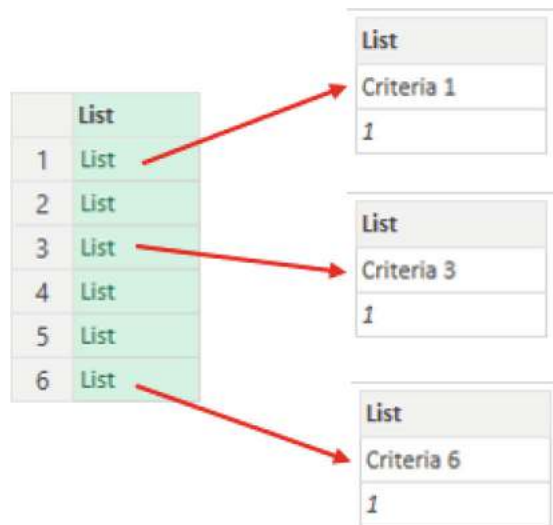 List
1 List
2 List
3 List
4 List
5 List
6 List
List
Criteria 1
1
List
Criteria 3
1
List
Criteria 6
1